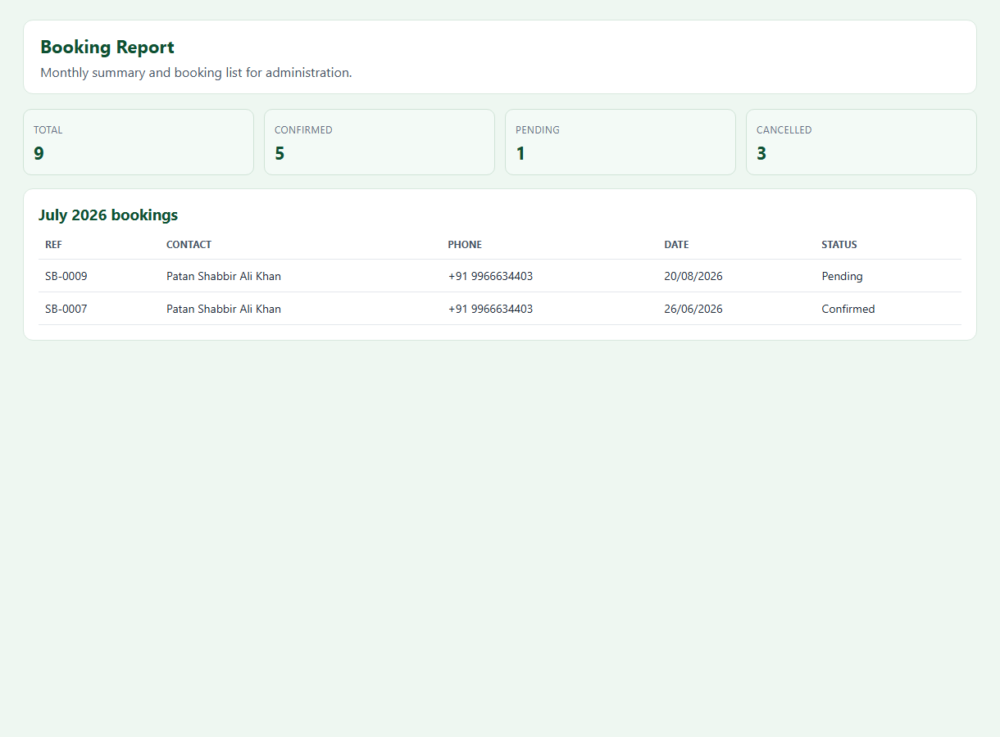 Booking Report
Monthly summary and booking list for administration.
TOTAL
9
CONFIRMED
5
PENDING
1
CANCELLED
3
July 2026 bookings
REF CONTACT PHONE DATE STATUS
SB-0009 Patan Shabbir Ali Khan +91 9966634403 20/08/2026 Pending
SB-0007 Patan Shabbir Ali Khan +91 9966634403 26/06/2026 Confirmed